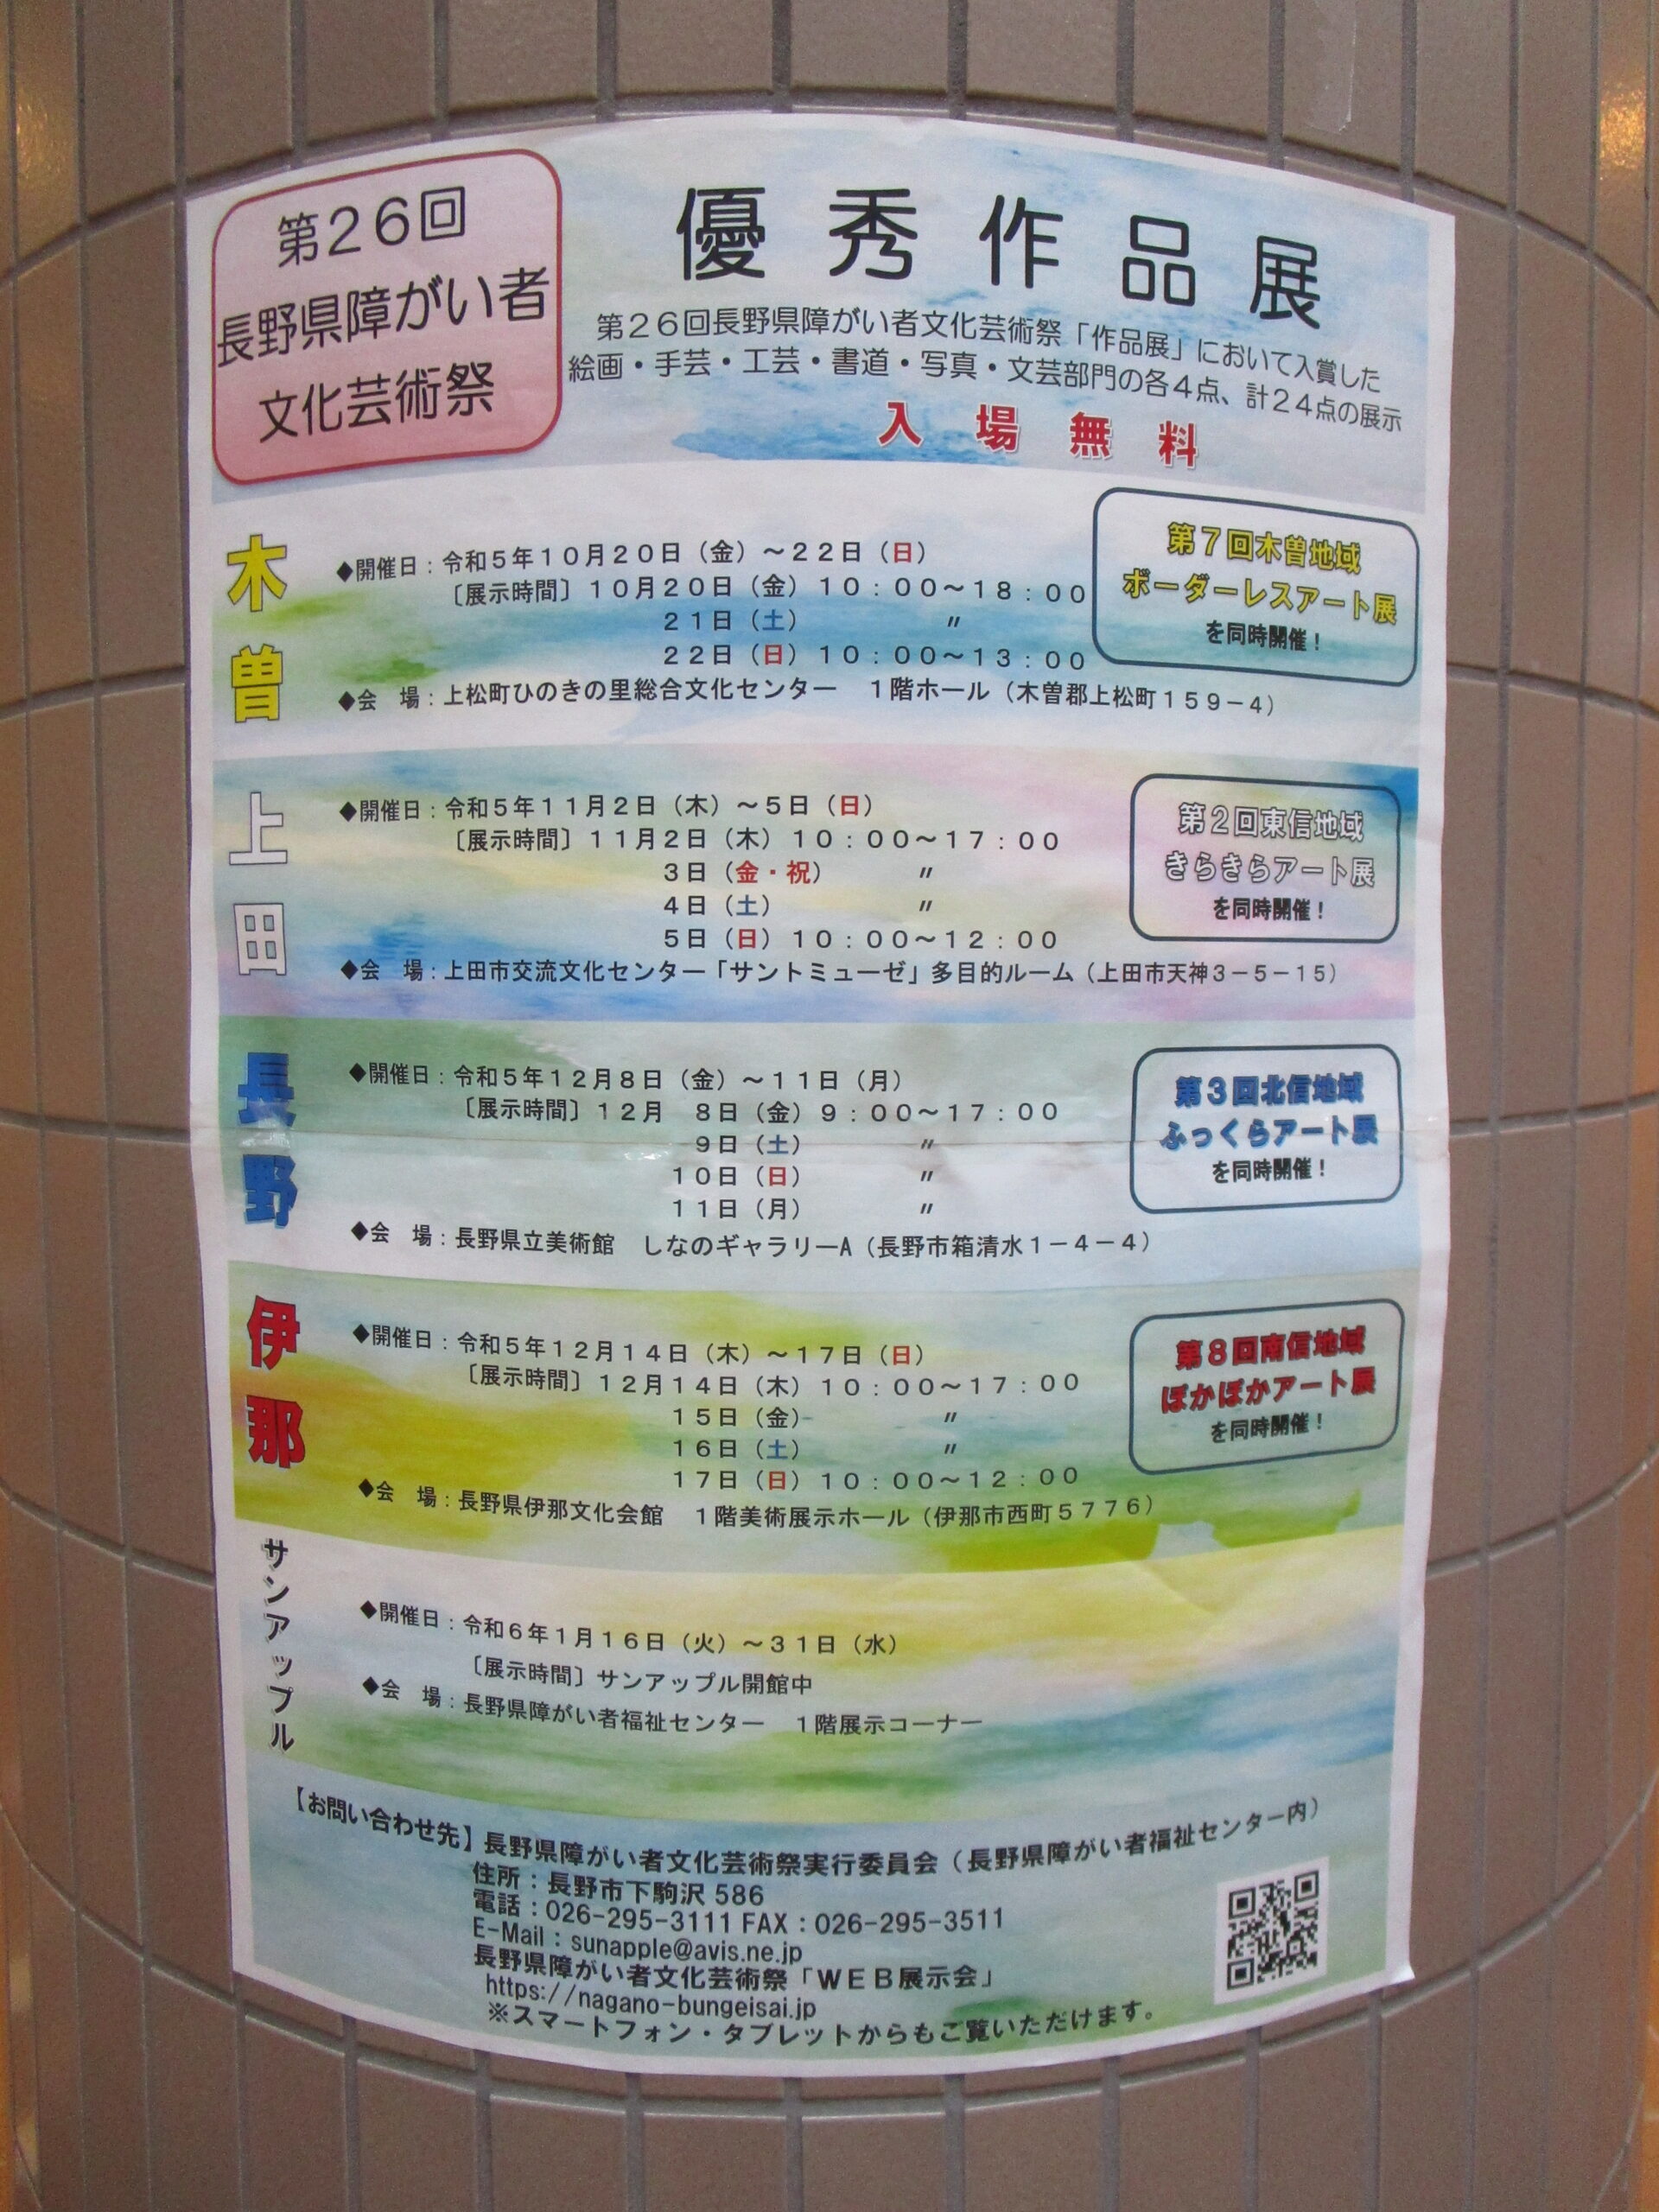 第26回
長野県障がい者
文化芸術祭
優秀作品展
第26回長野県障がい者文化芸術祭「作品展」において入賞した
絵画・手芸・工芸・書道・写真・文芸部門の各4点、計24点の展示
入場無料
木曽
◆開催日：令和5年10月20日（金）～22日（日）
〔展示時間〕10月20日（金）10：00～18：00
21日（土）　〃
22日（日）10：00～13：00
◆会　場：上松町ひのきの里総合文化センター　1階ホール（木曽郡上松町159－4）
第7回木曽地域
ボーダーレスアート展
を同時開催！
上田
◆開催日：令和5年11月2日（木）～5日（日）
〔展示時間〕11月2日（木）10：00～17：00
3日（金・祝）　〃
4日（土）　〃
5日（日）10：00～12：00
◆会　場：上田市交流文化センター「サントミューゼ」多目的ルーム（上田市天神3－5－15）
第2回東信地域
きらきらアート展
を同時開催！
長野
◆開催日：令和5年12月8日（金）～11日（月）
〔展示時間〕12月　8日（金）9：00～17：00
9日（土）　〃
10日（日）　〃
11日（月）　〃
◆会　場：長野県立美術館　しなのギャラリーA（長野市箱清水1－4－4）
第3回北信地域
ふっくらアート展
を同時開催！
伊那
◆開催日：令和5年12月14日（木）～17日（日）
〔展示時間〕12月14日（木）10：00～17：00
15日（金）　〃
16日（土）　〃
17日（日）10：00～12：00
◆会　場：長野県伊那文化会館　1階美術展示ホール（伊那市西町5776）
第8回南信地域
ぽかぽかアート展
を同時開催！
サンアップル
◆開催日：令和6年1月16日（火）～31日（水）
〔展示時間〕サンアップル開館中
◆会　場：長野県障がい者福祉センター　1階展示コーナー
【お問い合わせ先】長野県障がい者文化芸術祭実行委員会（長野県障がい者福祉センター内）
住所：長野市下駒沢 586
電話：026-295-3111 FAX：026-295-3511
E-Mail：sunapple@avis.ne.jp
長野県障がい者文化芸術祭「WEB展示会」
https://nagano-bungeisai.jp
※スマートフォン・タブレットからもご覧いただけます。